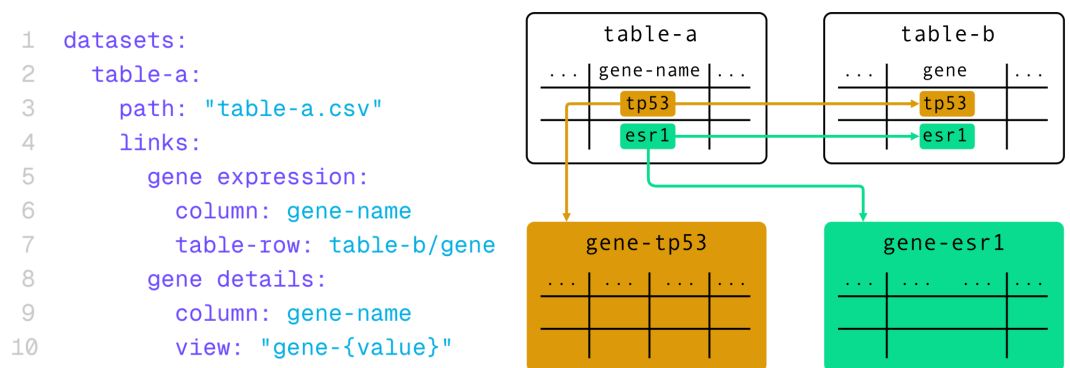 1 datasets:
2 table-a:
3 path: "table-a.csv"
4 links:
5 gene expression:
6 column: gene-name
7 table-row: table-b/gene
8 gene details:
9 column: gene-name
10 view: "gene-{value}"
table-a
... gene-name ...
tp53
esr1
table-b
... gene ...
tp53
esr1
gene-tp53
... ... ... ...
gene-esr1
... ... ... ...